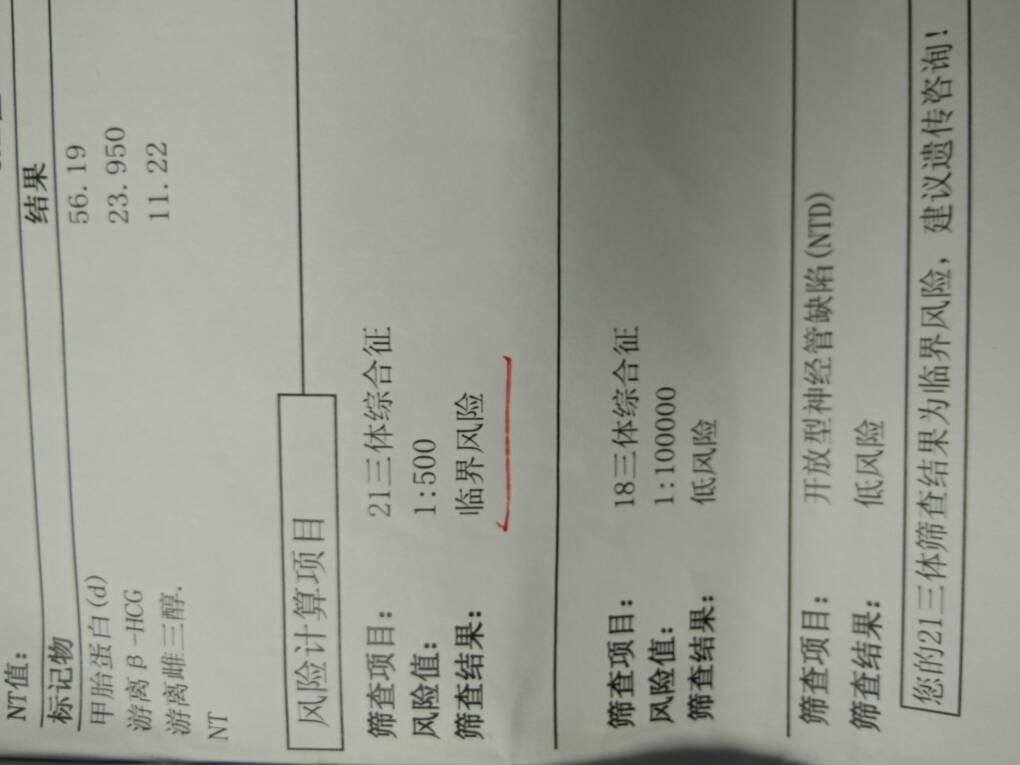 NT值:
标记物 结果
甲胎蛋白(d) 56.19
游离β-HCG 23.950
游离雌三醇. 11.22
NT
风险计算项目
筛查项目: 21三体综合征
风险值: 1:500
筛查结果: 临界风险
筛查项目: 18三体综合征
风险值: 1:100000
筛查结果: 低风险
筛查项目: 开放型神经管缺陷(NTD)
筛查结果: 低风险
您的21三体筛查结果为临界风险，建议遗传咨询!